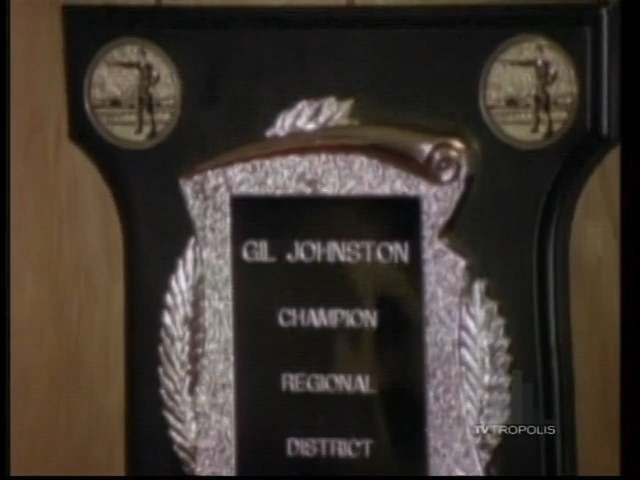 GIL JOHNSTON
CHAMPION
REGIONAL
DISTRICT
TVTROPOLIS